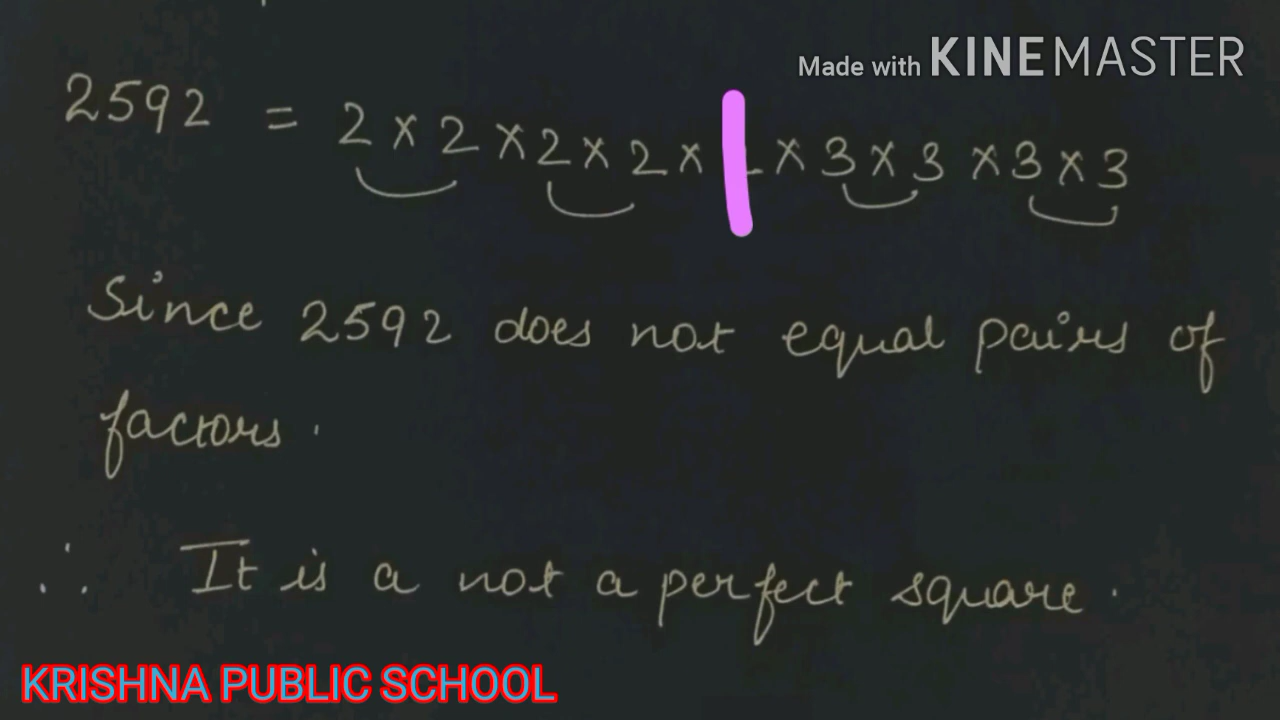 Made with KINEMASTER
2592 = 2 × 2 × 2 × 2 × × 3 × 3 × 3 × 3
Since 2592 does not equal pairs of
factors.
∴ It is a not a perfect square.
KRISHNA PUBLIC SCHOOL